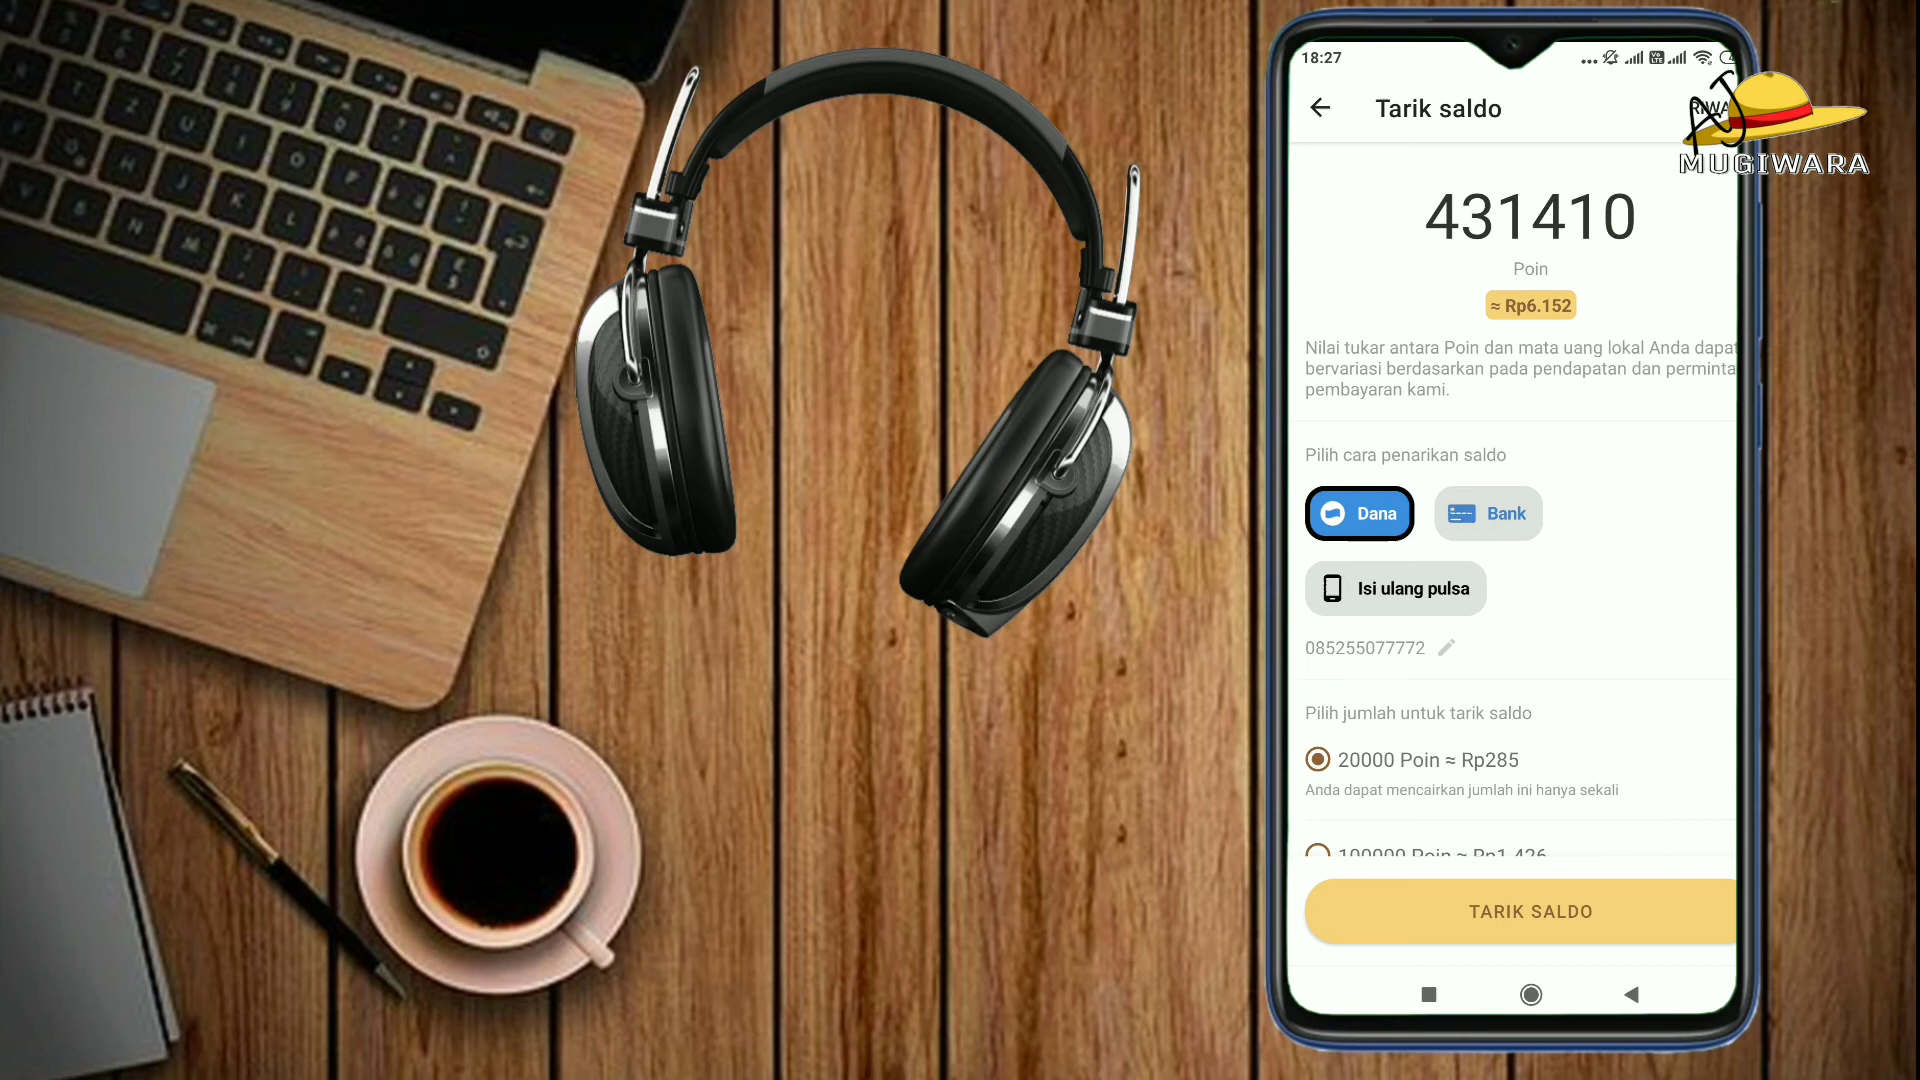 18:27
Tarik saldo
RIWA
AJ
MUGIWARA
431410
Poin
≈ Rp6.152
Nilai tukar antara Poin dan mata uang lokal Anda dapat
bervariasi berdasarkan pada pendapatan dan perminta
pembayaran kami.
Pilih cara penarikan saldo
Dana
Bank
Isi ulang pulsa
085255077772
Pilih jumlah untuk tarik saldo
20000 Poin ≈ Rp285
Anda dapat mencairkan jumlah ini hanya sekali
100000 Poin ≈ Rp1.426
TARIK SALDO